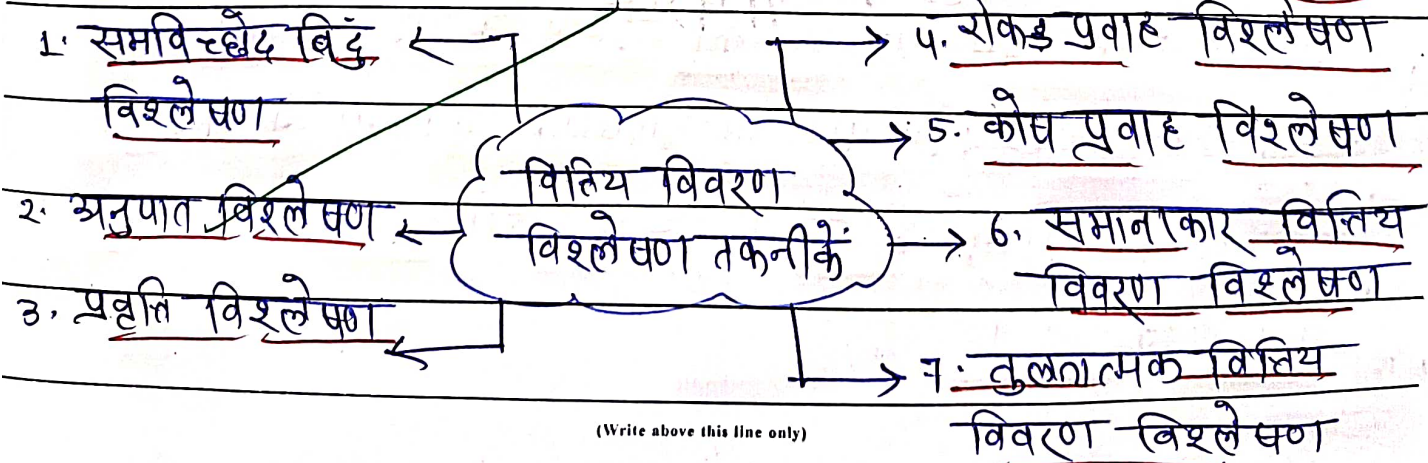 1. समविच्छेद बिंदु
विश्लेषण
2. अनुपात विश्लेषण
3. प्रवृत्ति विश्लेषण
वित्तिय विवरण
विश्लेषण तकनीकें
4. रोकड प्रवाह विश्लेषण
5. कोष प्रवाह विश्लेषण
6. समानाकार वित्तिय
विवरण विश्लेषण
7. तुलनात्मक वित्तिय
विवरण विश्लेषण
(Write above this line only)